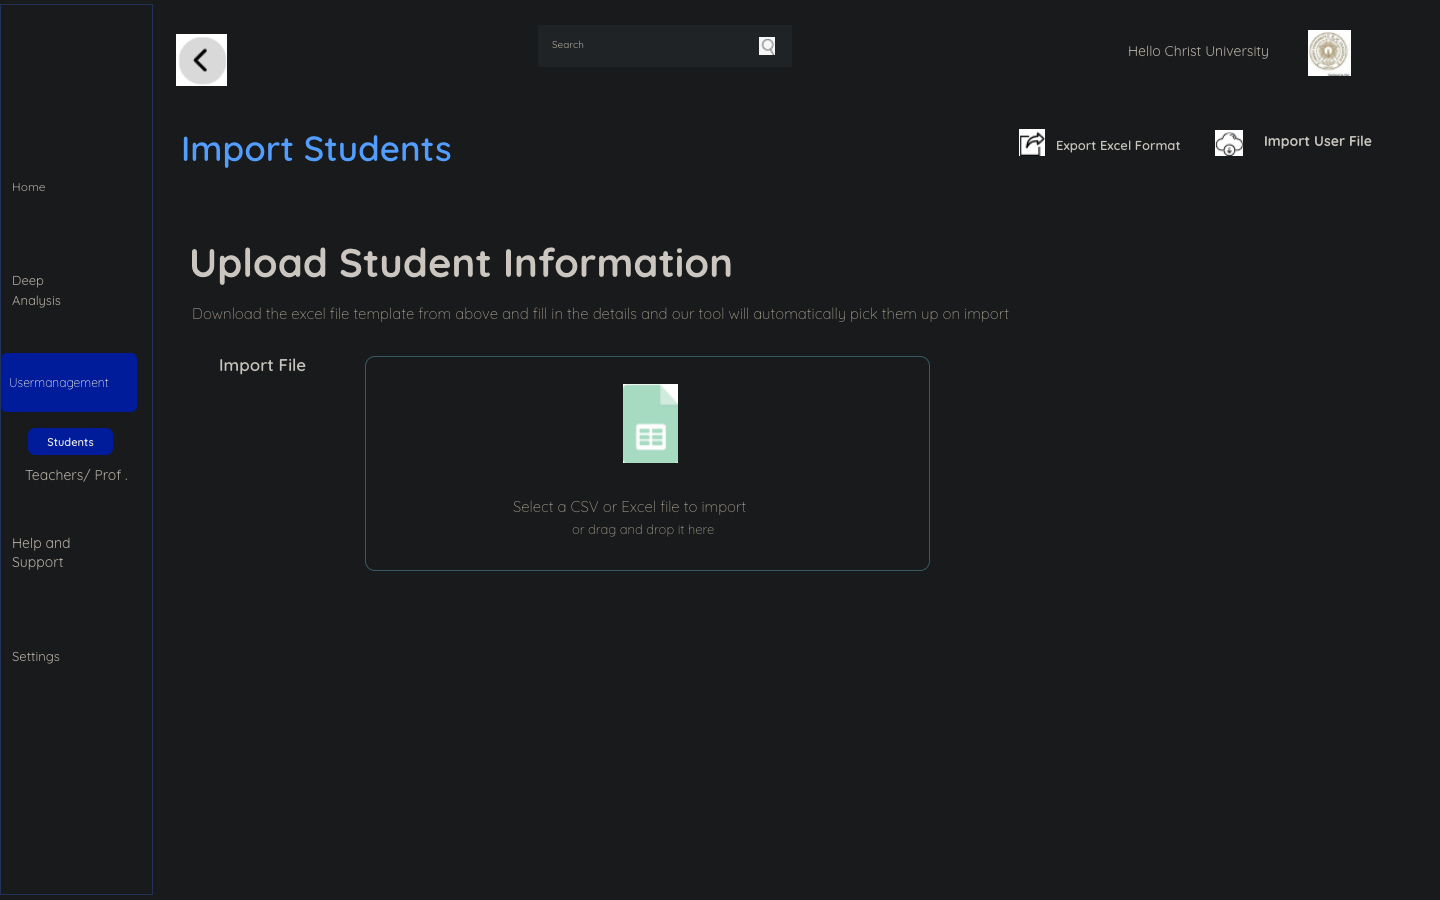 Search
Hello Christ University
Import Students
Export Excel Format
Import User File
Home
Deep
Analysis
Usermanagement
Students
Teachers/ Prof .
Help and
Support
Settings
Upload Student Information
Download the excel file template from above and fill in the details and our tool will automatically pick them up on import
Import File
Select a CSV or Excel file to import
or drag and drop it here